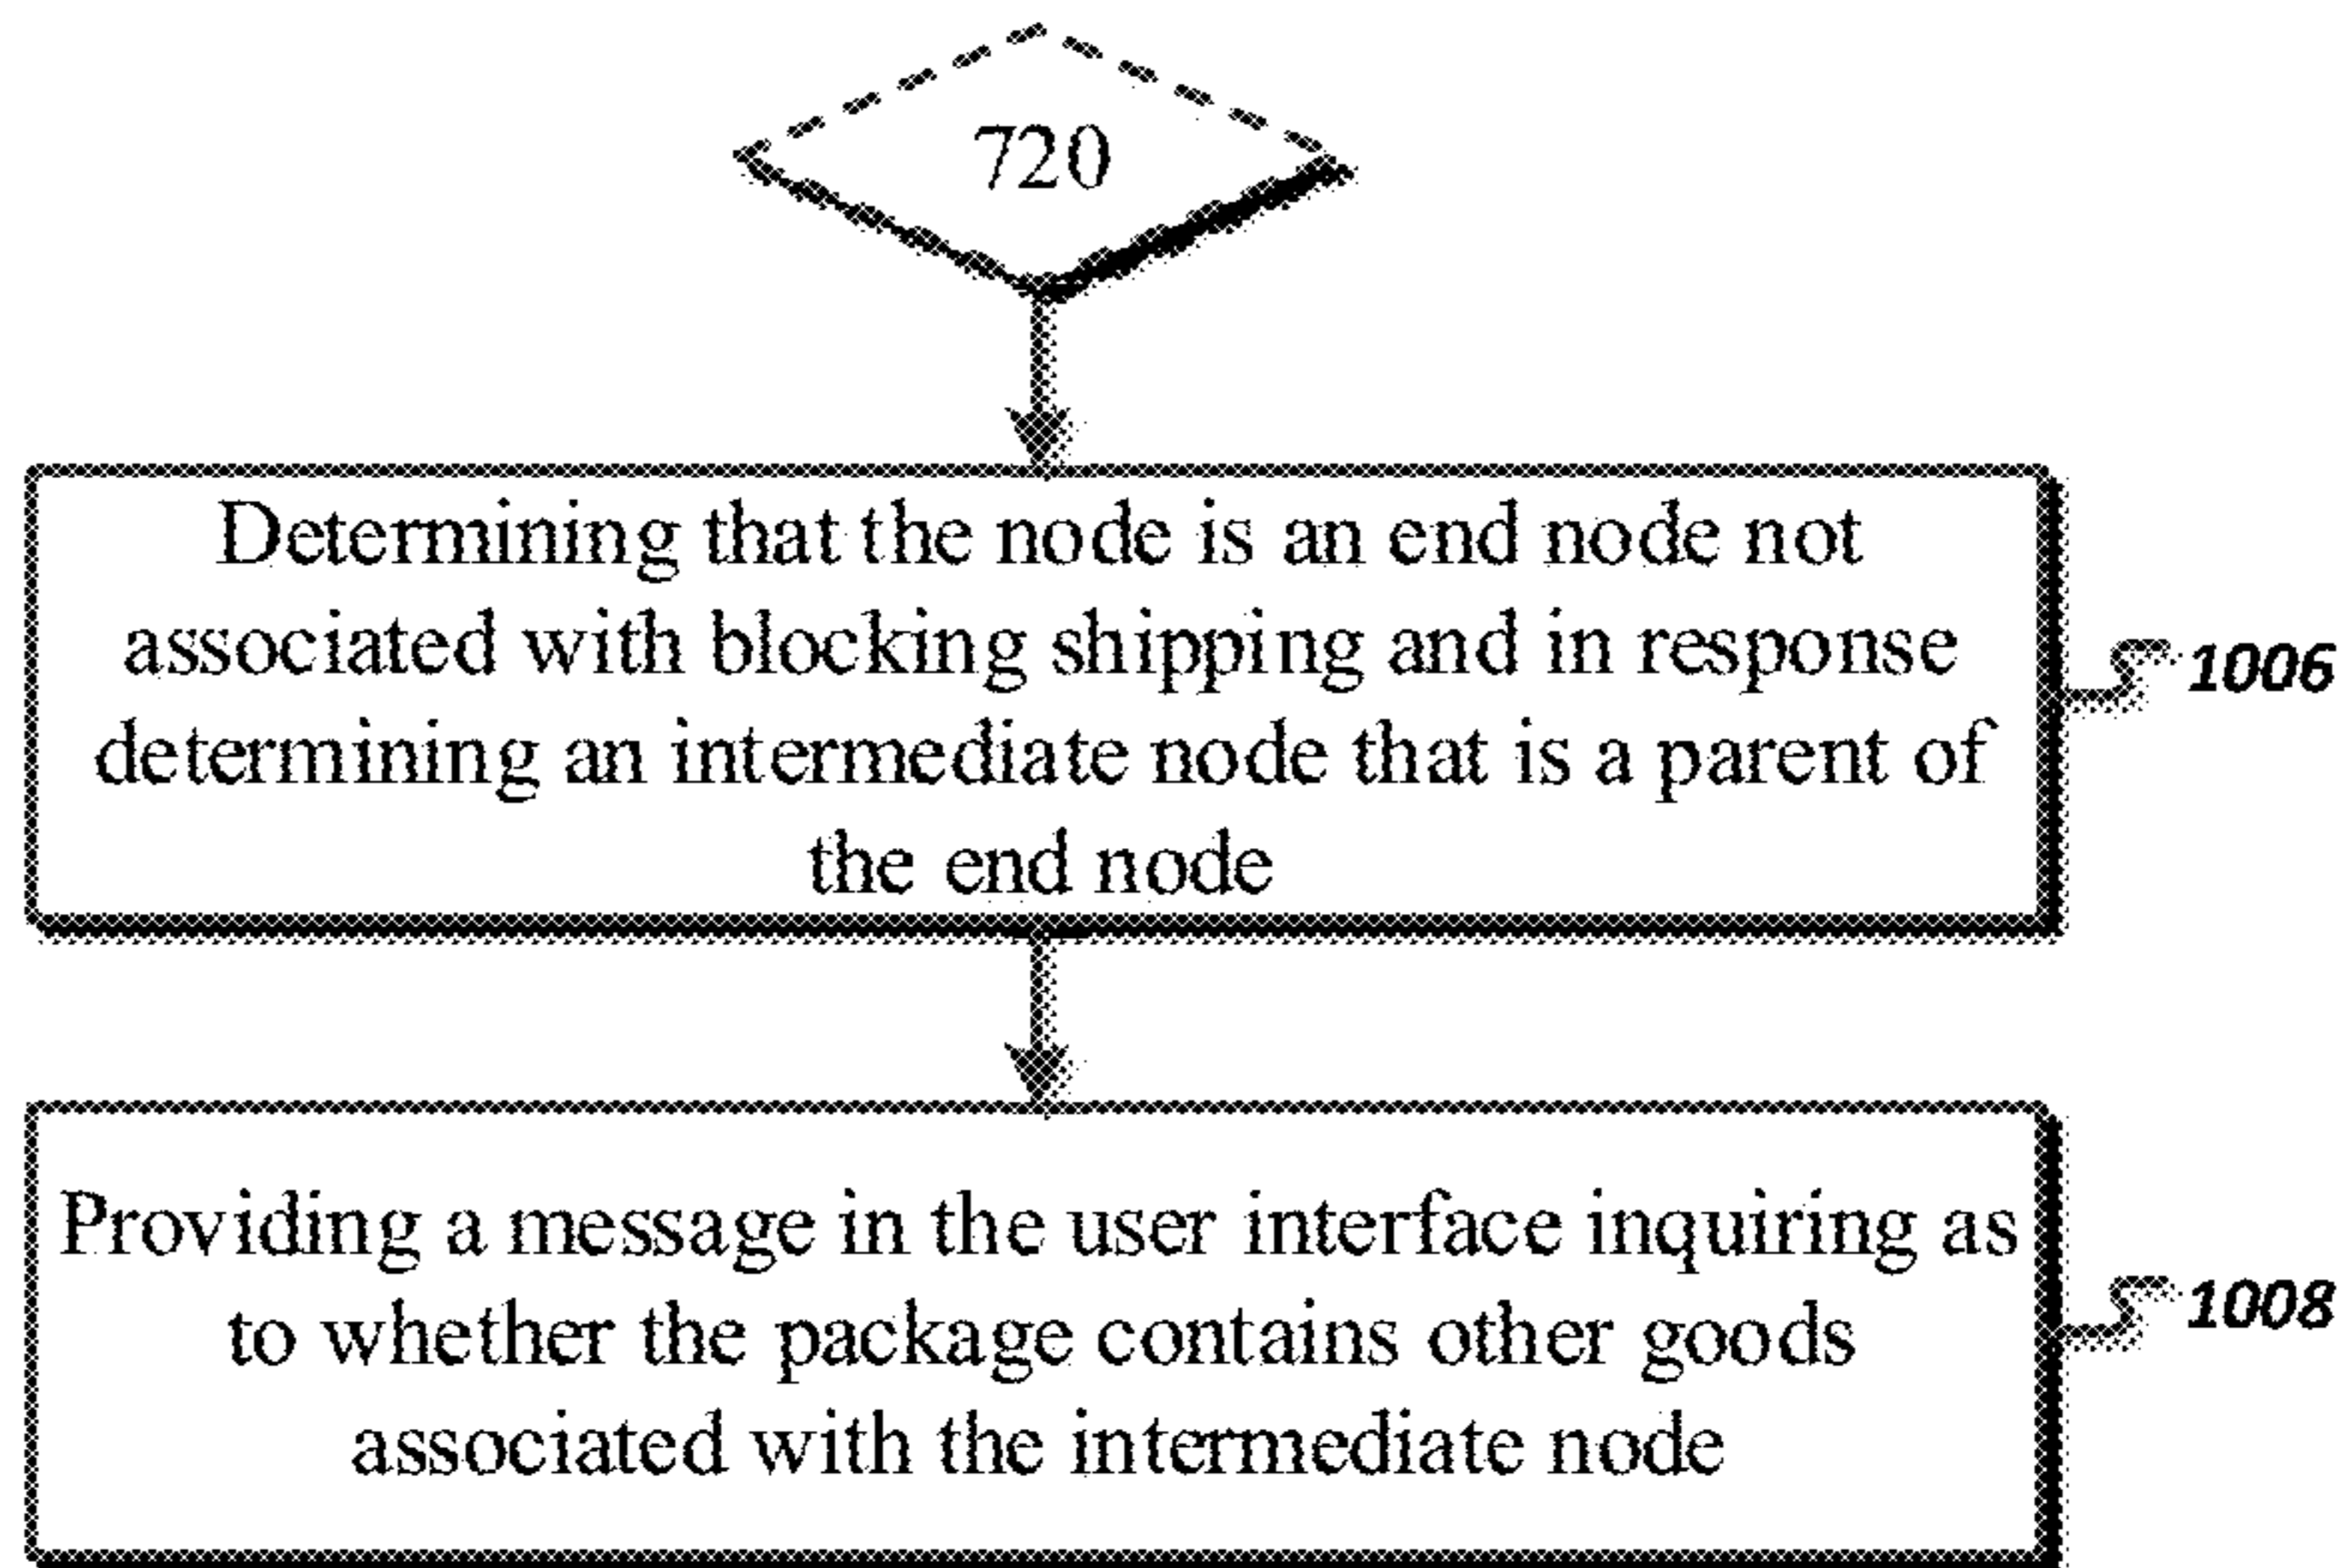 720
Determining that the node is an end node not
associated with blocking shipping and in response
determining an intermediate node that is a parent of
the end node
1006
Providing a message in the user interface inquiring as
to whether the package contains other goods
associated with the intermediate node
1008